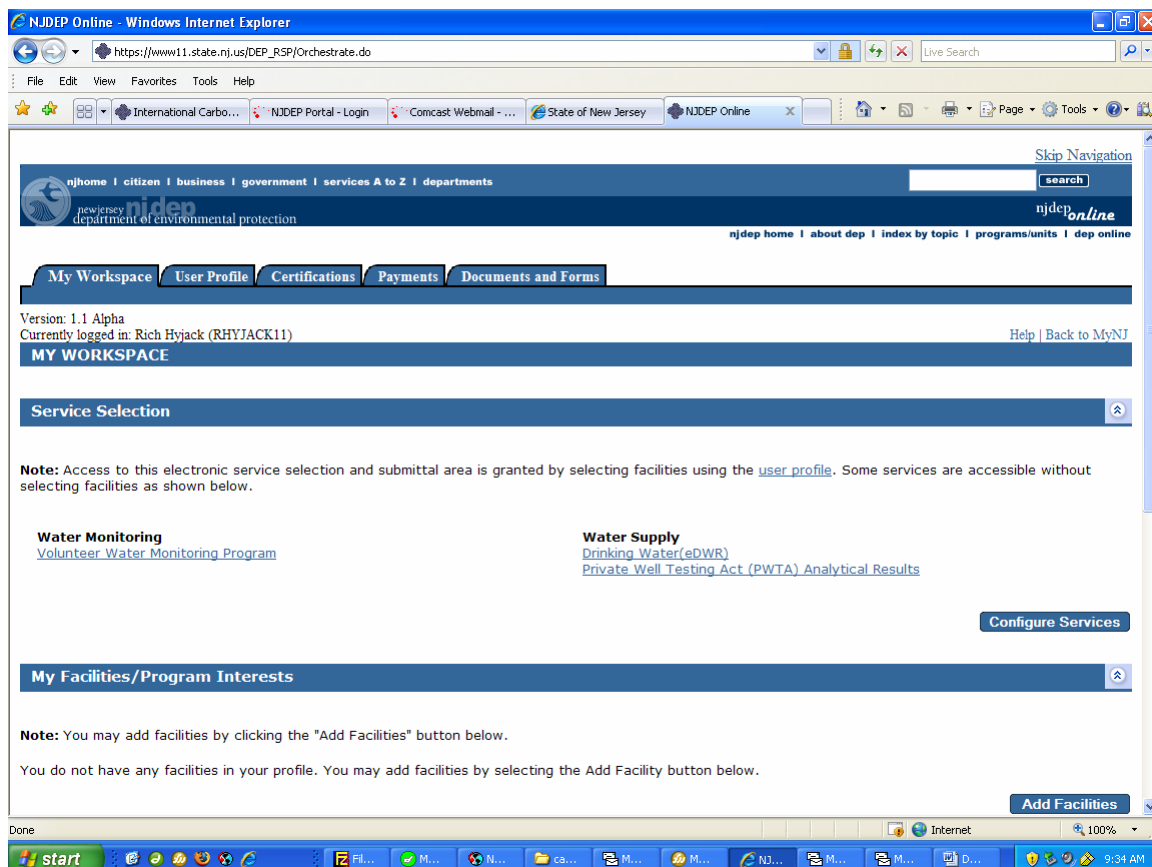 NJDEP Online - Windows Internet Explorer
https://www11.state.nj.us/DEP_RSP/Orchestrate.do
Live Search
File Edit View Favorites Tools Help
International Carbo... NJDEP Portal - Login Comcast Webmail - ... State of New Jersey NJDEP Online Page Tools
Skip Navigation
njhome | citizen | business | government | services A to Z | departments
search
newjersey njdep
department of environmental protection
njdep online
njdep home | about dep | index by topic | programs/units | dep online
My Workspace User Profile Certifications Payments Documents and Forms
Version: 1.1 Alpha
Currently logged in: Rich Hyjack (RHYJACK11) Help | Back to MyNJ
MY WORKSPACE
Service Selection
Note: Access to this electronic service selection and submittal area is granted by selecting facilities using the user profile. Some services are accessible without
selecting facilities as shown below.
Water Monitoring
Volunteer Water Monitoring Program
Water Supply
Drinking Water(eDWR)
Private Well Testing Act (PWTA) Analytical Results
Configure Services
My Facilities/Program Interests
Note: You may add facilities by clicking the "Add Facilities" button below.
You do not have any facilities in your profile. You may add facilities by selecting the Add Facility button below.
Add Facilities
Done Internet 100%
start Fil... M... N... ca... M... M... NJ... M... M... D... 9:34 AM